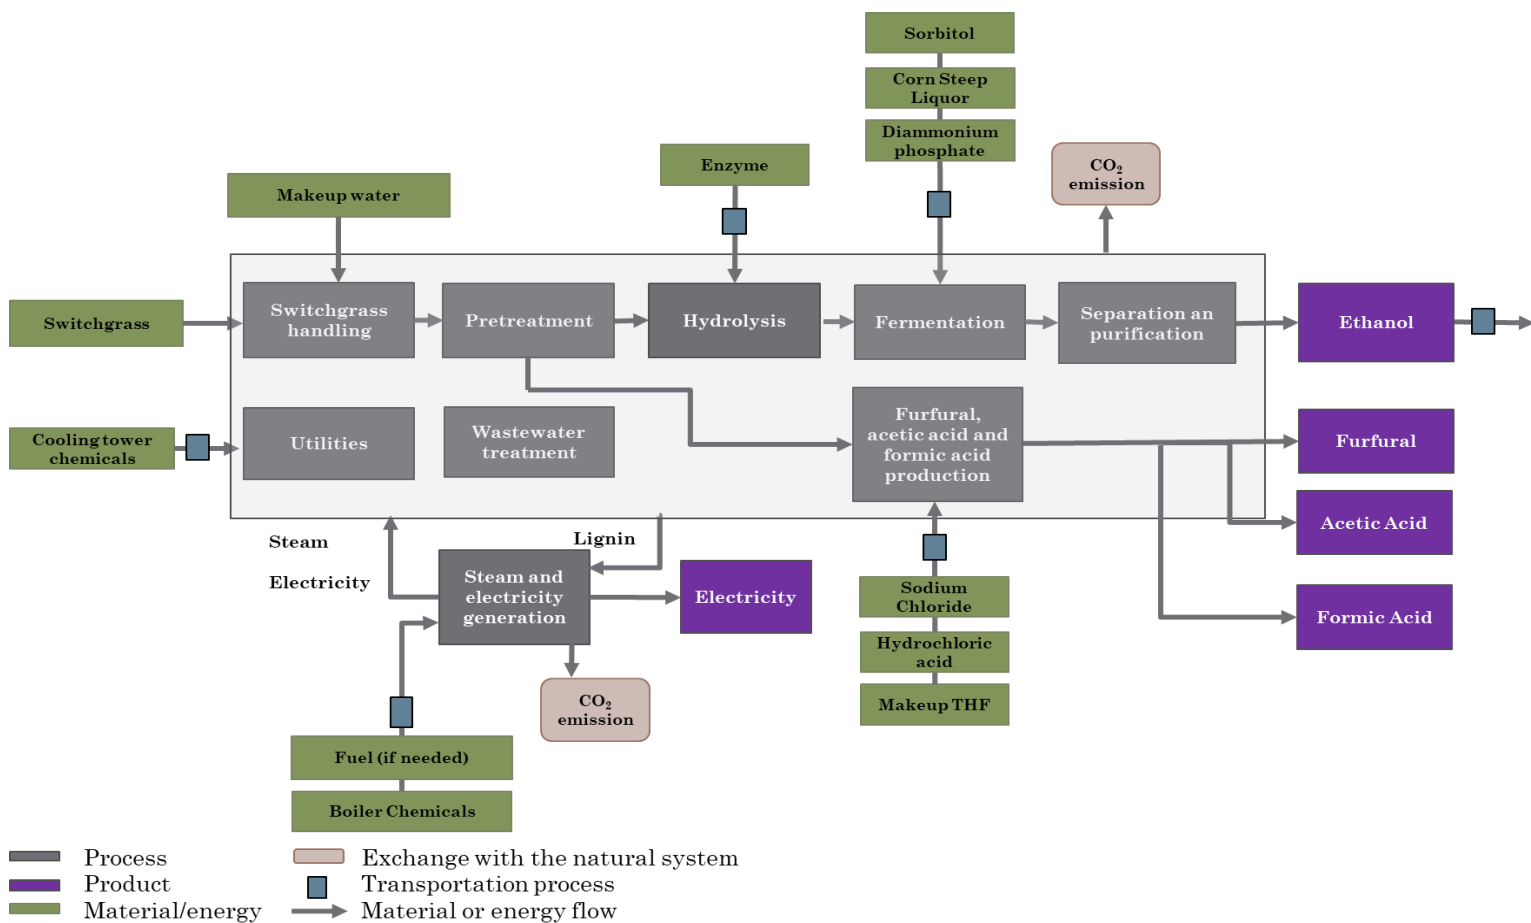 Sorbitol
Corn Steep
Liquor
Diammonium
phosphate
Enzyme
CO₂
emission
Makeup water
Switchgrass
Switchgrass
handling
Pretreatment
Hydrolysis
Fermentation
Separation an
purification
Ethanol
Cooling tower
chemicals
Utilities
Wastewater
treatment
Furfural,
acetic acid and
formic acid
production
Furfural
Acetic Acid
Formic Acid
Steam
Electricity
Lignin
Steam and
electricity
generation
Electricity
Sodium
Chloride
Hydrochloric
acid
Makeup THF
CO₂
emission
Fuel (if needed)
Boiler Chemicals
Process
Product
Material/energy
Exchange with the natural system
Transportation process
Material or energy flow